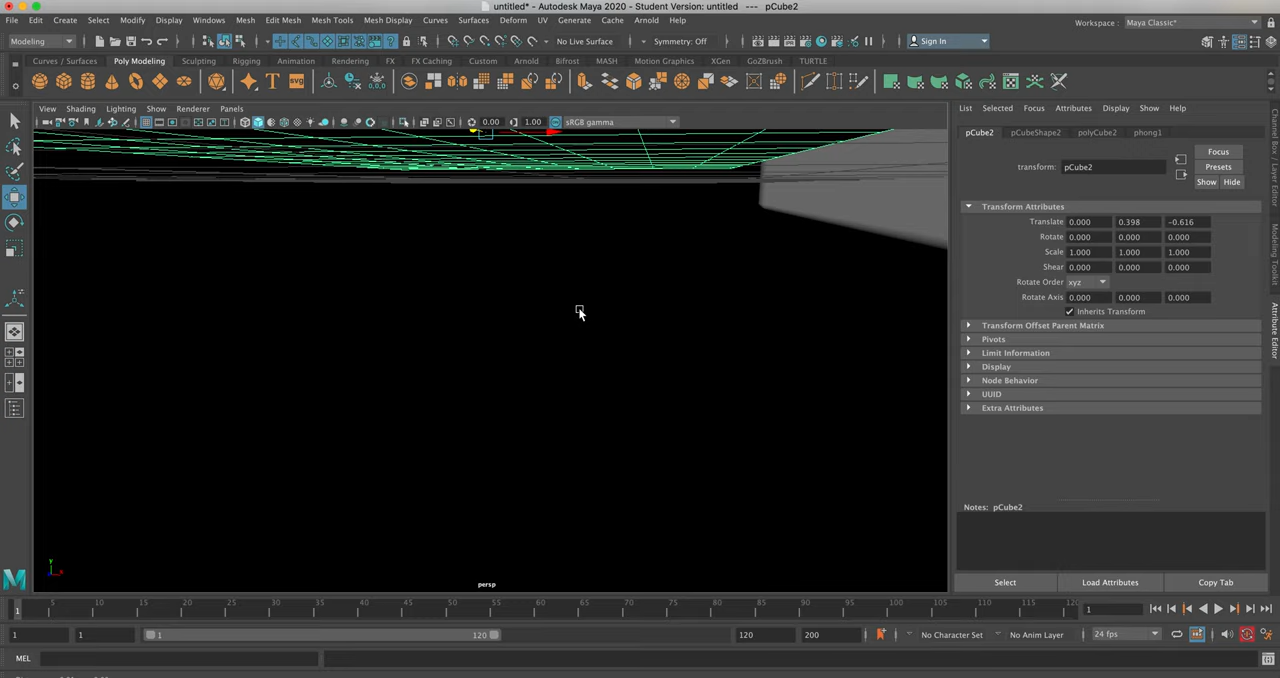 untitled* - Autodesk Maya 2020 - Student Version: untitled --- pCube2
File Edit Create Select Modify Display Windows Mesh Edit Mesh Mesh Tools Mesh Display Curves Surfaces Deform UV Generate Cache Arnold Help
Workspace : Maya Classic*
Modeling No Live Surface Symmetry: Off Sign In
Curves / Surfaces Poly Modeling Sculpting Rigging Animation Rendering FX FX Caching Custom Arnold Bifrost MASH Motion Graphics XGen GoZBrush TURTLE
SVG
View Shading Lighting Show Renderer Panels
0.00 1.00 sRGB gamma
List Selected Focus Attributes Display Show Help
pCube2 pCubeShape2 polyCube2 phong1
Focus
transform: pCube2 Presets
Show Hide
Transform Attributes
Translate 0.000 0.398 -0.616
Rotate 0.000 0.000 0.000
Scale 1.000 1.000 1.000
Shear 0.000 0.000 0.000
Rotate Order xyz
Rotate Axis 0.000 0.000 0.000
Inherits Transform
Transform Offset Parent Matrix
Pivots
Limit Information
Display
Node Behavior
UUID
Extra Attributes
Notes: pCube2
Select Load Attributes Copy Tab
Channel Box / Layer Editor
Modeling Toolkit
Attribute Editor
y
x
persp
5 10 15 20 25 30 35 40 45 50 55 60 65 70 75 80 85 90 95 100 105 110 115 120
1 1
1 1 1 120 120 200 No Character Set No Anim Layer 24 fps
MEL